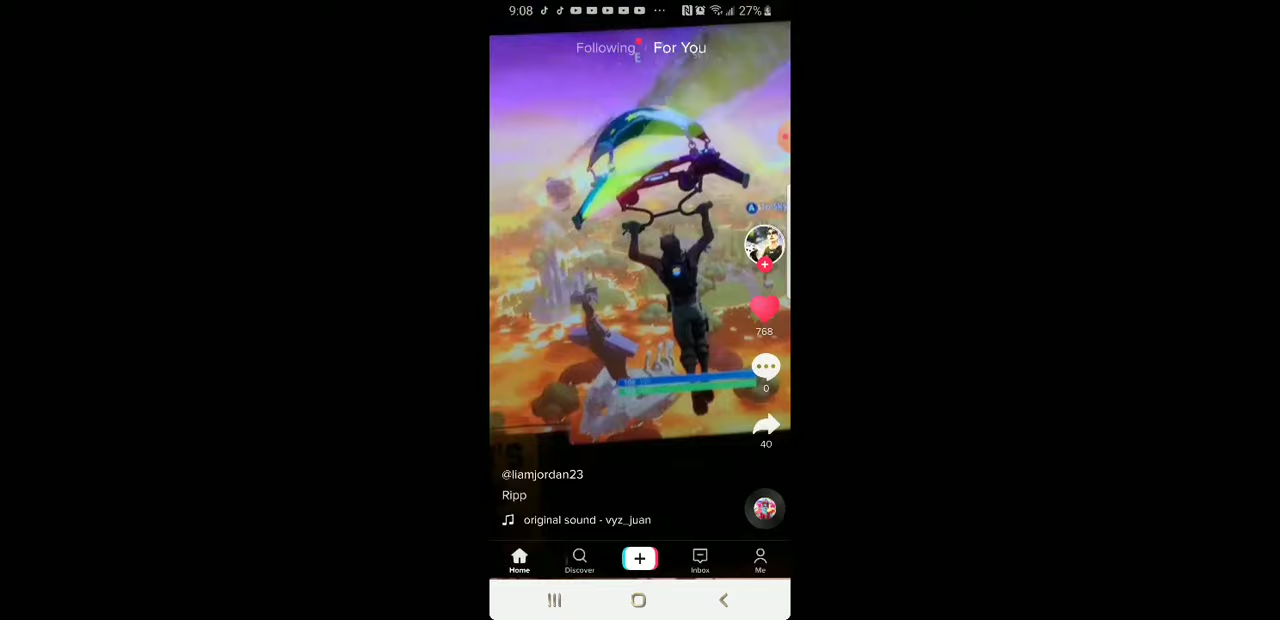 9:08
27%
Following
For You
E
A
768
0
40
@liamjordan23
Ripp
original sound - vyz_juan
Home
Discover
Inbox
Me